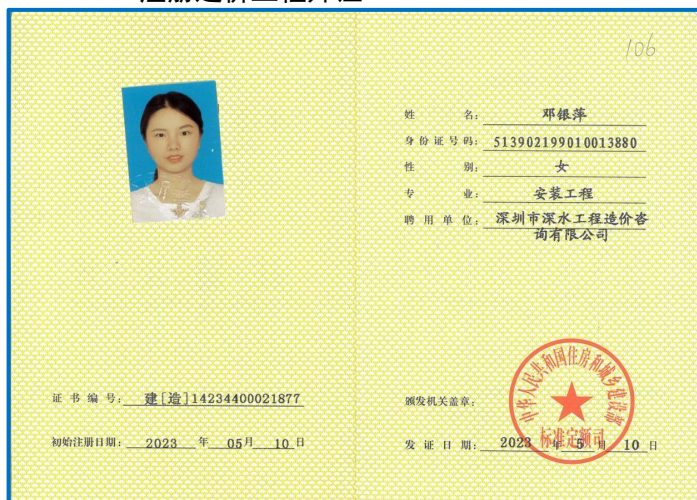 106
姓 名: 邓银萍
身份证号码: 513902199010013880
性 别: 女
专 业: 安装工程
聘用单位: 深圳市深水工程造价咨
询有限公司
证书编号: 建[造]14234400021877
初始注册日期: 2023 年 05月 10 日
颁发机关盖章:
中华人民共和国住房和城乡建设部
标准定额司
发证日期: 2023 年 5 月 10 日